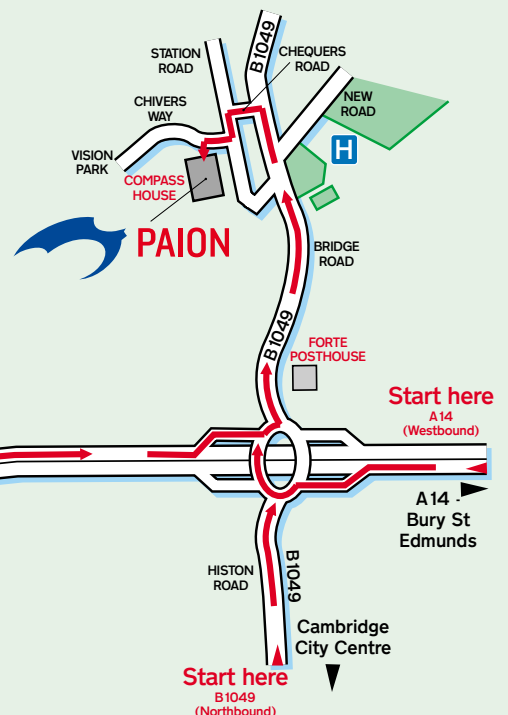 B1049
STATION
ROAD
CHEQUERS
ROAD
CHIVERS
WAY
NEW
ROAD
H
VISION
PARK
COMPASS
HOUSE
PAION
BRIDGE
ROAD
B1049
FORTE
POSTHOUSE
Start here
A14
(Westbound)
A14 -
Bury St
Edmunds
HISTON
ROAD
B1049
Cambridge
City Centre
Start here
B1049
(Northbound)